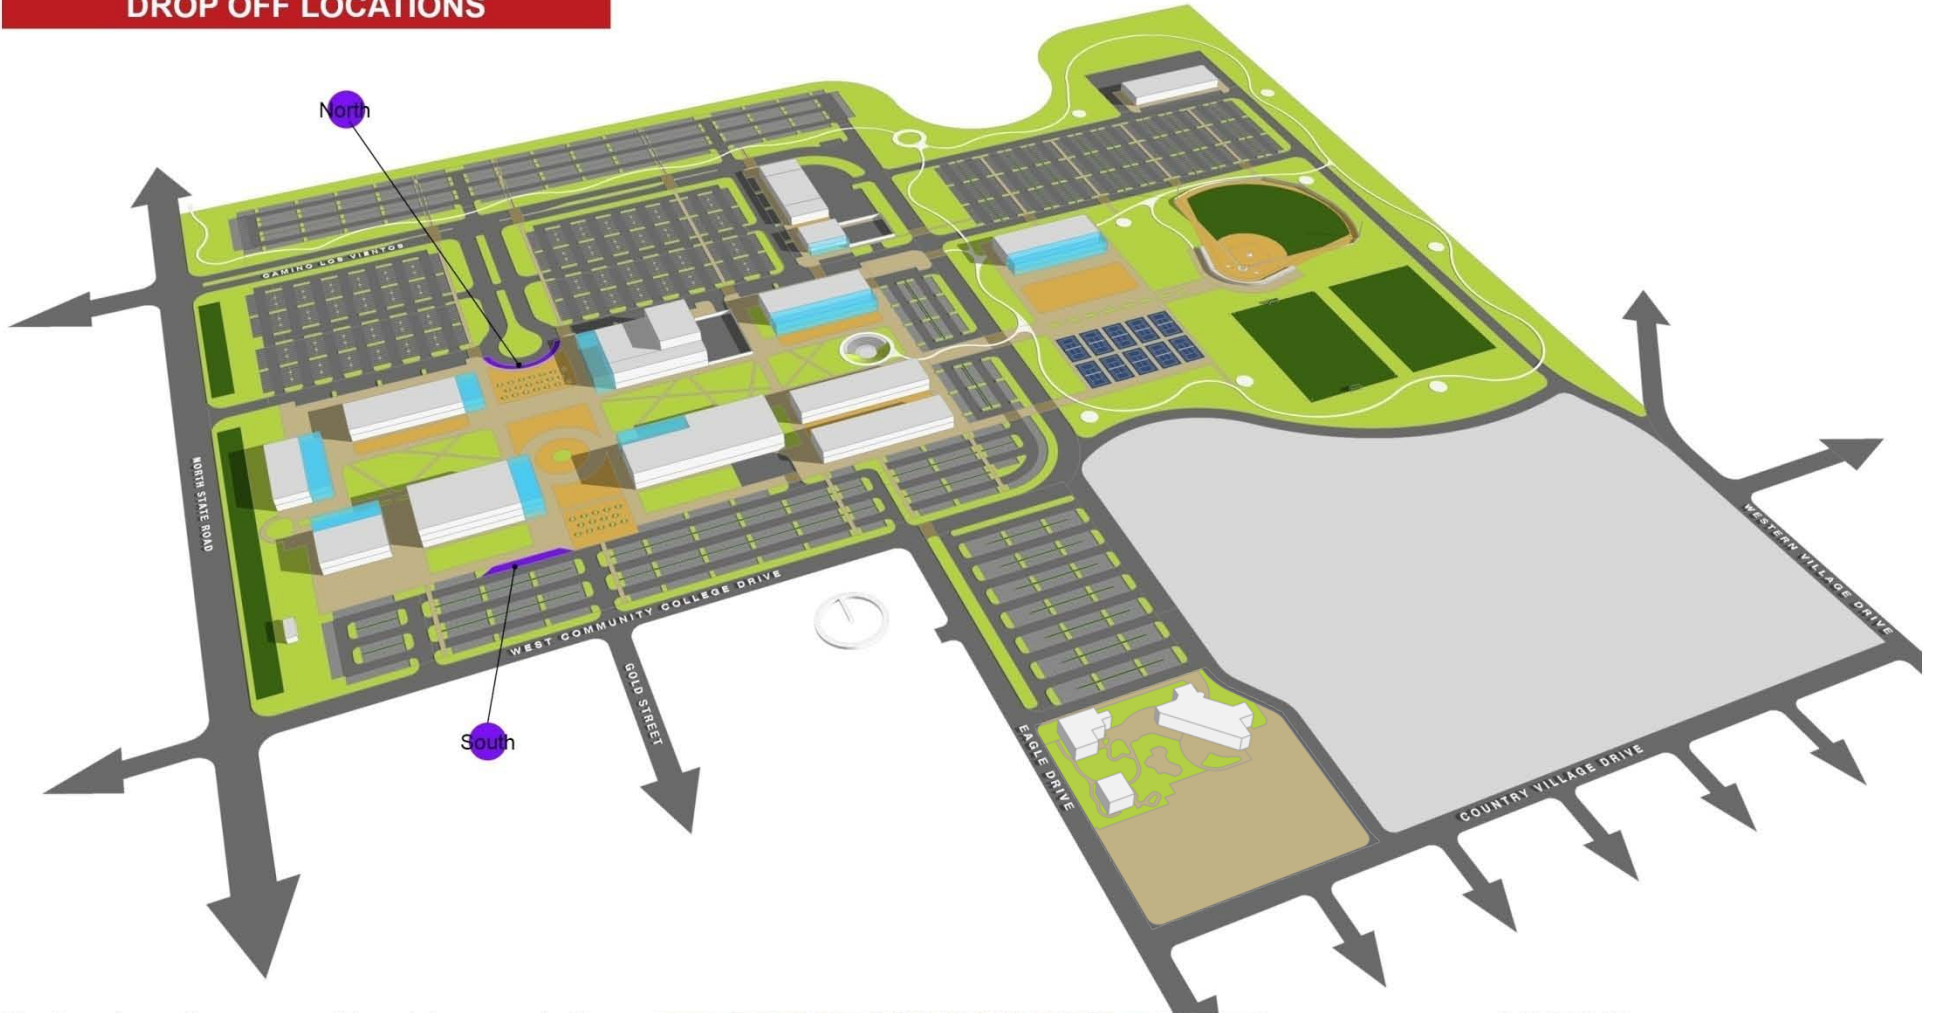 DROP OFF LOCATIONS
North
CAMINO LOS VIENTOS
NORTH STATE ROAD
WEST COMMUNITY COLLEGE DRIVE
GOLD STREET
South
EAGLE DRIVE
WESTERN VILLAGE DRIVE
COUNTRY VILLAGE DRIVE